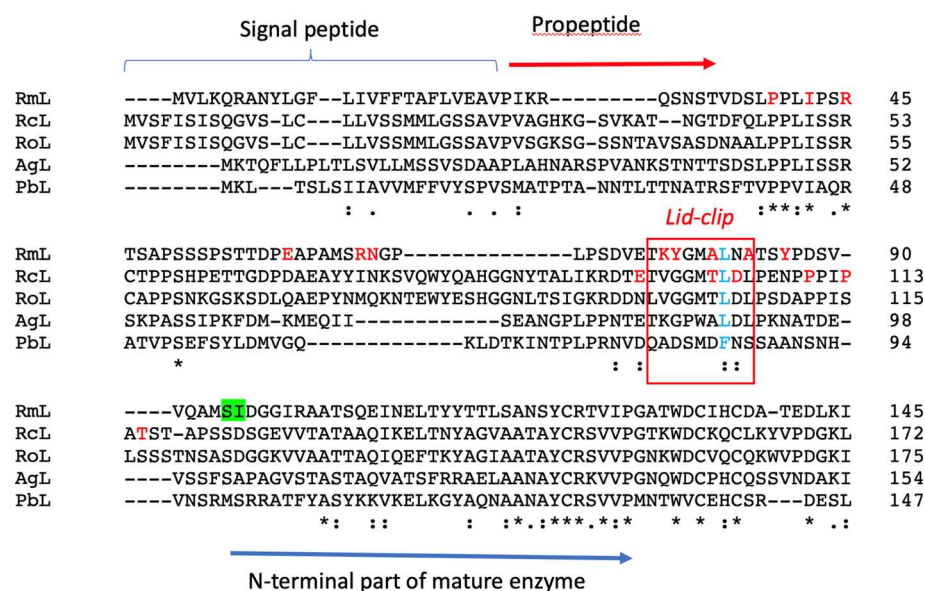 Signal peptide
Propeptide
RmL ----MVLKQRANYLGF--LIVFFTAFLVEAVPIKR---------QSNSTVDSLPPLIPSR 45
RcL MVSFISISQGVS-LC---LLVSSMMLGSSAVPVAGHKG-SVKAT--NGTDFQLPPLISSR 53
RoL MVSFISISQGVS-LC---LLVSSMMLGSSAVPVSGKSG-SSNTAVSASDNAALPPLISSR 55
AgL --------MKTQFLLPLTLSVLLMSSVSDAAPLAHNARSPVANKSTNTTSDSLPPLISSR 52
PbL --------MKL---TSLSIIAVVMFFVYSPVSMATPTA-NNTLTTNATRSFTVPPVIAQR 48
: . . . : :**:* .*
Lid-clip
RmL TSAPSSSPSTTDPEAPAMSRNGP--------------LPSDVETKYGMALNATSYPDSV- 90
RcL CTPPSHPETTGDPDAEAYYINKSVQWYQAHGGNYTALIKRDTETVGGMTLDLPENPPPIP 113
RoL CAPPSNKGKSKDLQAEPYNMQKNTEWYESHGGNLTSIGKRDDNLVGGMTLDLPSDAPPIS 115
AgL SKPASSIPKFDM-KMEQII------------SEANGPLPPNTETKGPWALDLPKNATDE- 98
PbL ATVPSEFSYLDMVGQ-------------KLDTKINTPLPRNVDQADSMDFNSSAANSNH- 94
* : : ::
RmL ----VQAMSIDGGIRAATSQEINELTYYTTLSANSYCRTVIPGATWDCIHCDA-TEDLKI 145
RcL ATST-APSSDSGEVVTATAAQIKELTNYAGVAATAYCRSVVPGTKWDCKQCLKYVPDGKL 172
RoL LSSSTNSASDGGKVVAATTAQIQEFTKYAGIAATAYCRSVVPGNKWDCVQCLQKWVPDGKI 175
AgL ----VSSFSAPAGVSTASTAQVATSFRRAELAANAYCRKVVPGNQWDCPHCQSSVNDAKI 154
PbL ----VNSRMSRRATFYASYKKVKELKGYAQNAANAYCRSVVPMNTWVCEHCSR---DESL 147
*: :: : :*.:***.*:* * * :* * .:
N-terminal part of mature enzyme